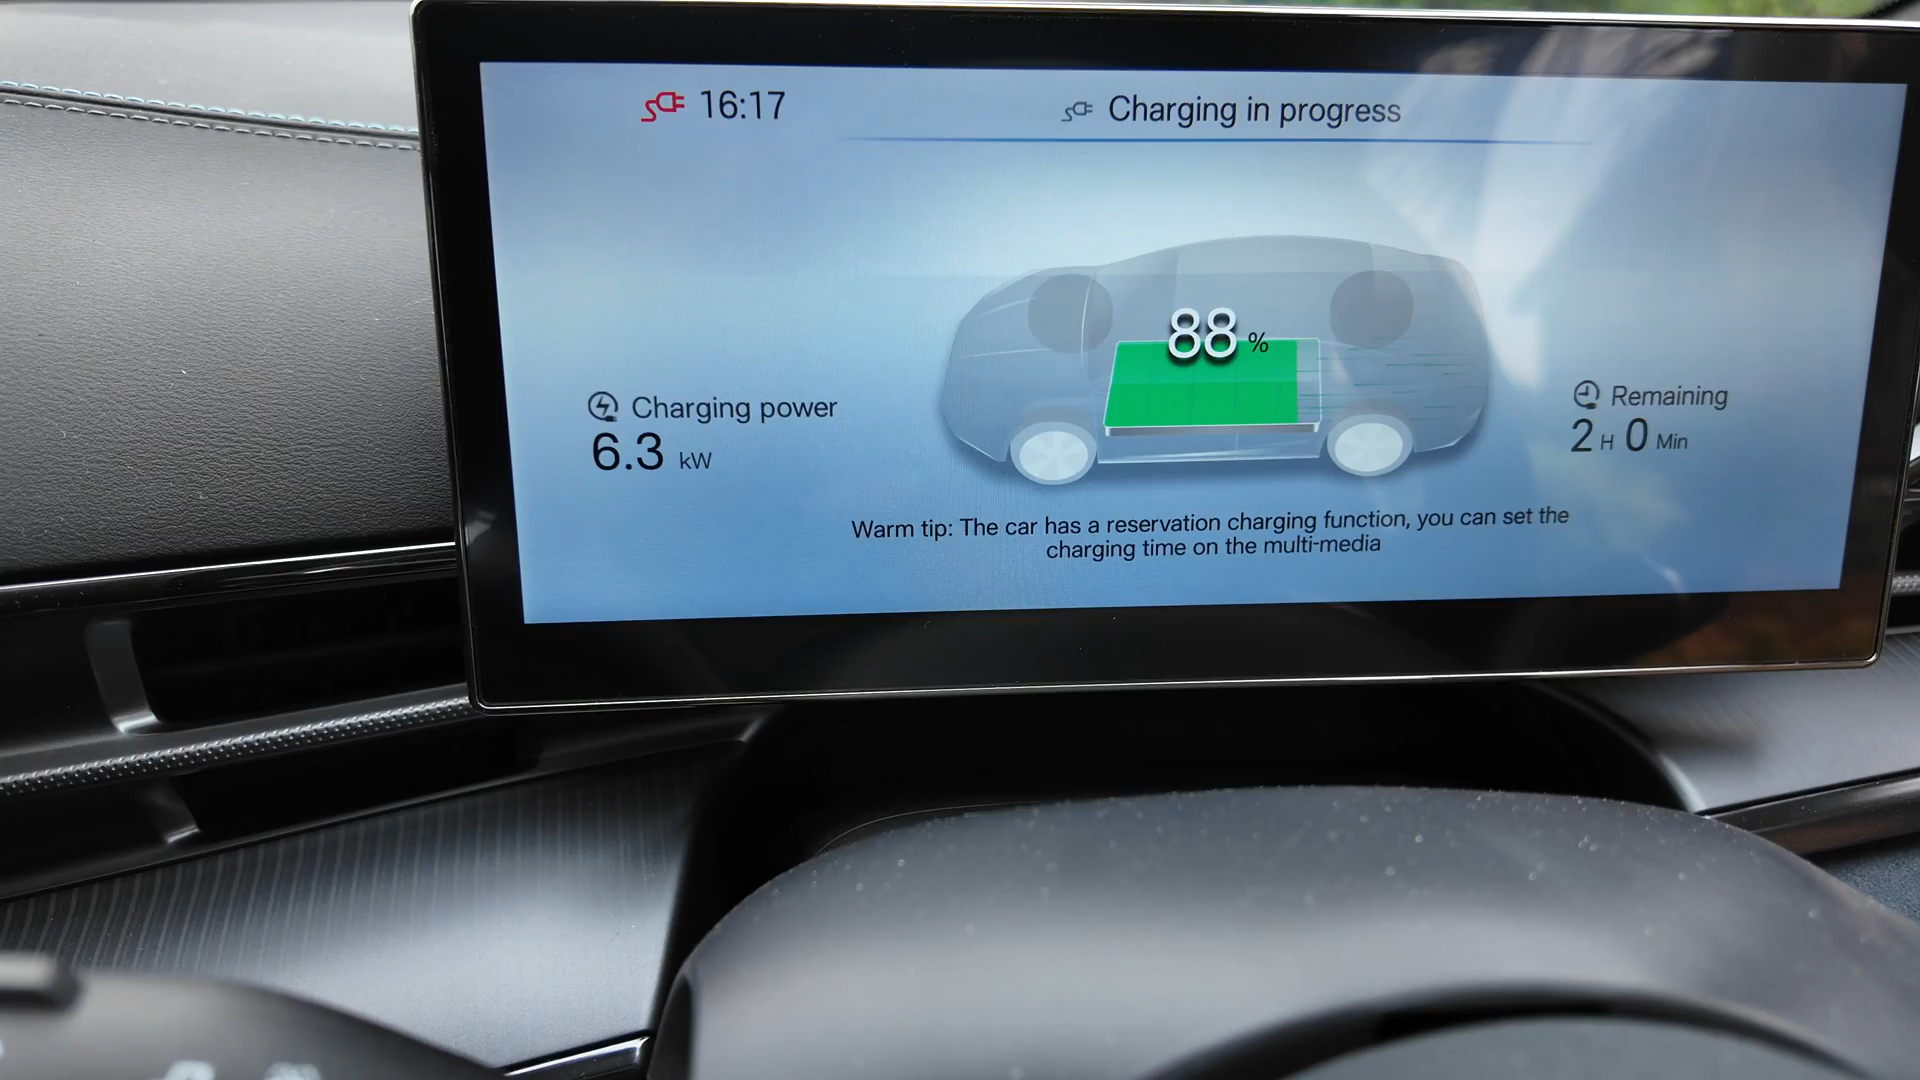 16:17
Charging in progress
88 %
Charging power
6.3 kW
Remaining
2 H 0 Min
Warm tip: The car has a reservation charging function, you can set the
charging time on the multi-media